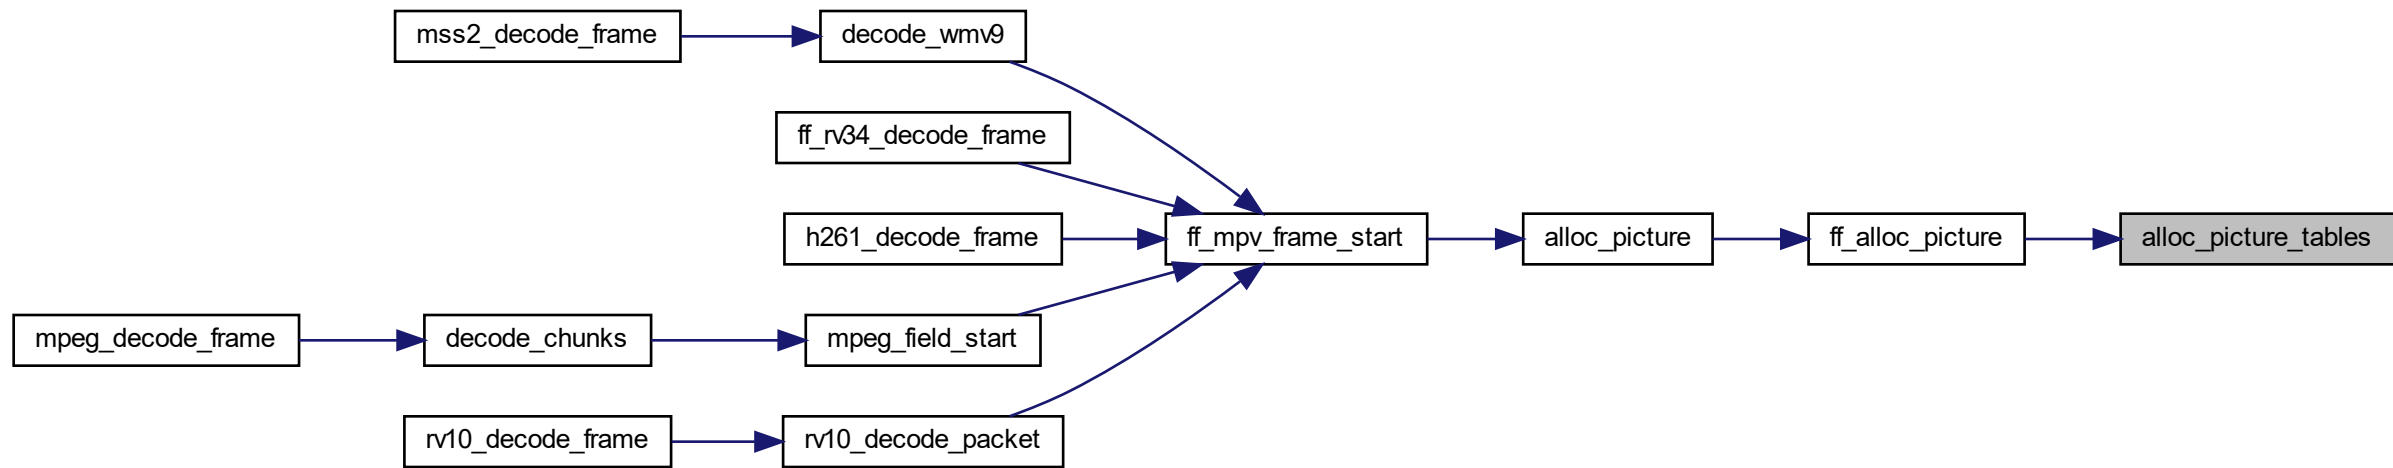 mss2_decode_frame
decode_wmv9
ff_rv34_decode_frame
h261_decode_frame
ff_mpv_frame_start
alloc_picture
ff_alloc_picture
alloc_picture_tables
mpeg_decode_frame
decode_chunks
mpeg_field_start
rv10_decode_frame
rv10_decode_packet